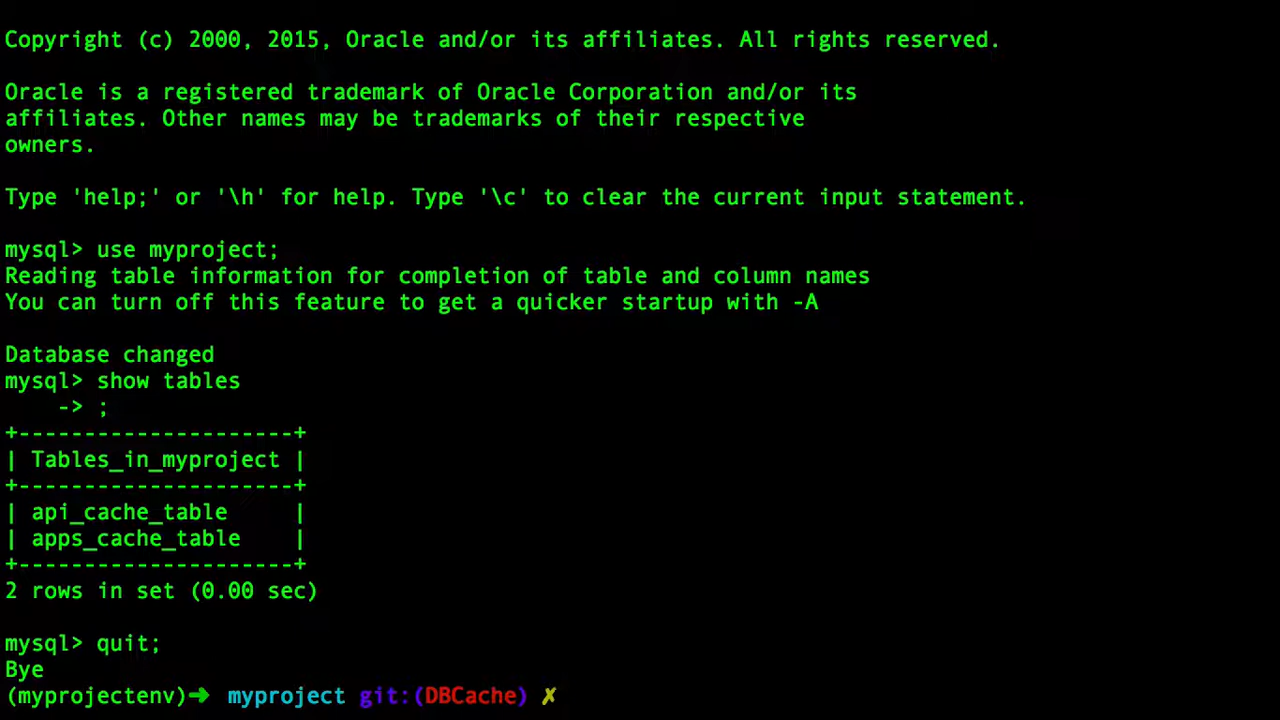 Copyright (c) 2000, 2015, Oracle and/or its affiliates. All rights reserved.
Oracle is a registered trademark of Oracle Corporation and/or its
affiliates. Other names may be trademarks of their respective
owners.
Type 'help;' or '\h' for help. Type '\c' to clear the current input statement.
mysql> use myproject;
Reading table information for completion of table and column names
You can turn off this feature to get a quicker startup with -A
Database changed
mysql> show tables
    -> ;
+---------------------+
| Tables_in_myproject |
+---------------------+
| api_cache_table     |
| apps_cache_table    |
+---------------------+
2 rows in set (0.00 sec)
mysql> quit;
Bye
(myprojectenv)➜ myproject git:(DBCache) ✗